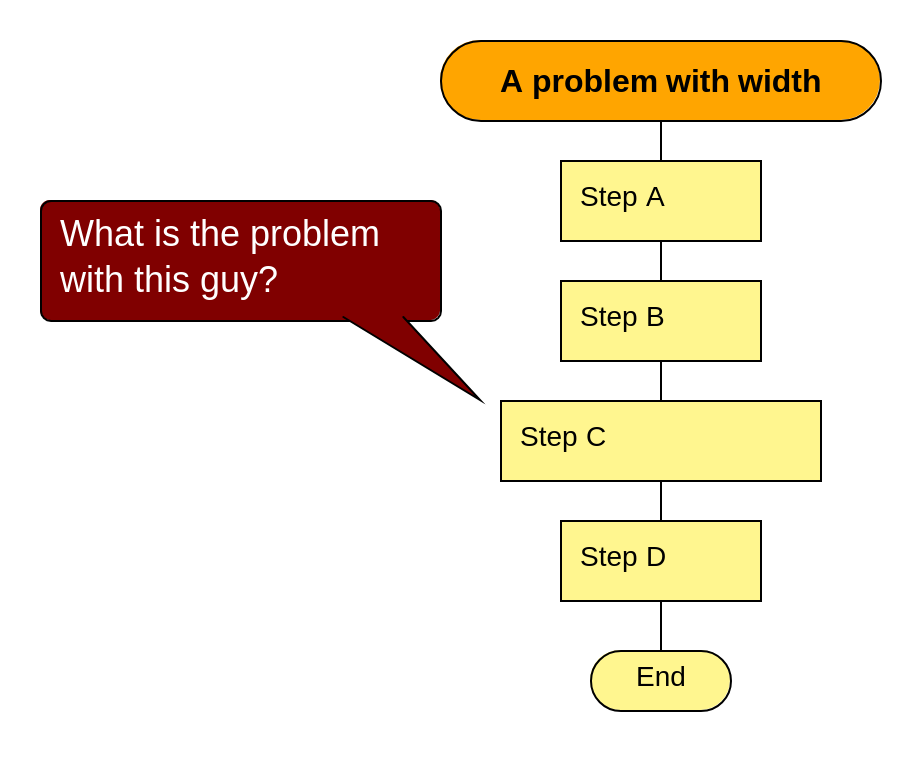 A problem with width
Step A
What is the problem
with this guy?
Step B
Step C
Step D
End